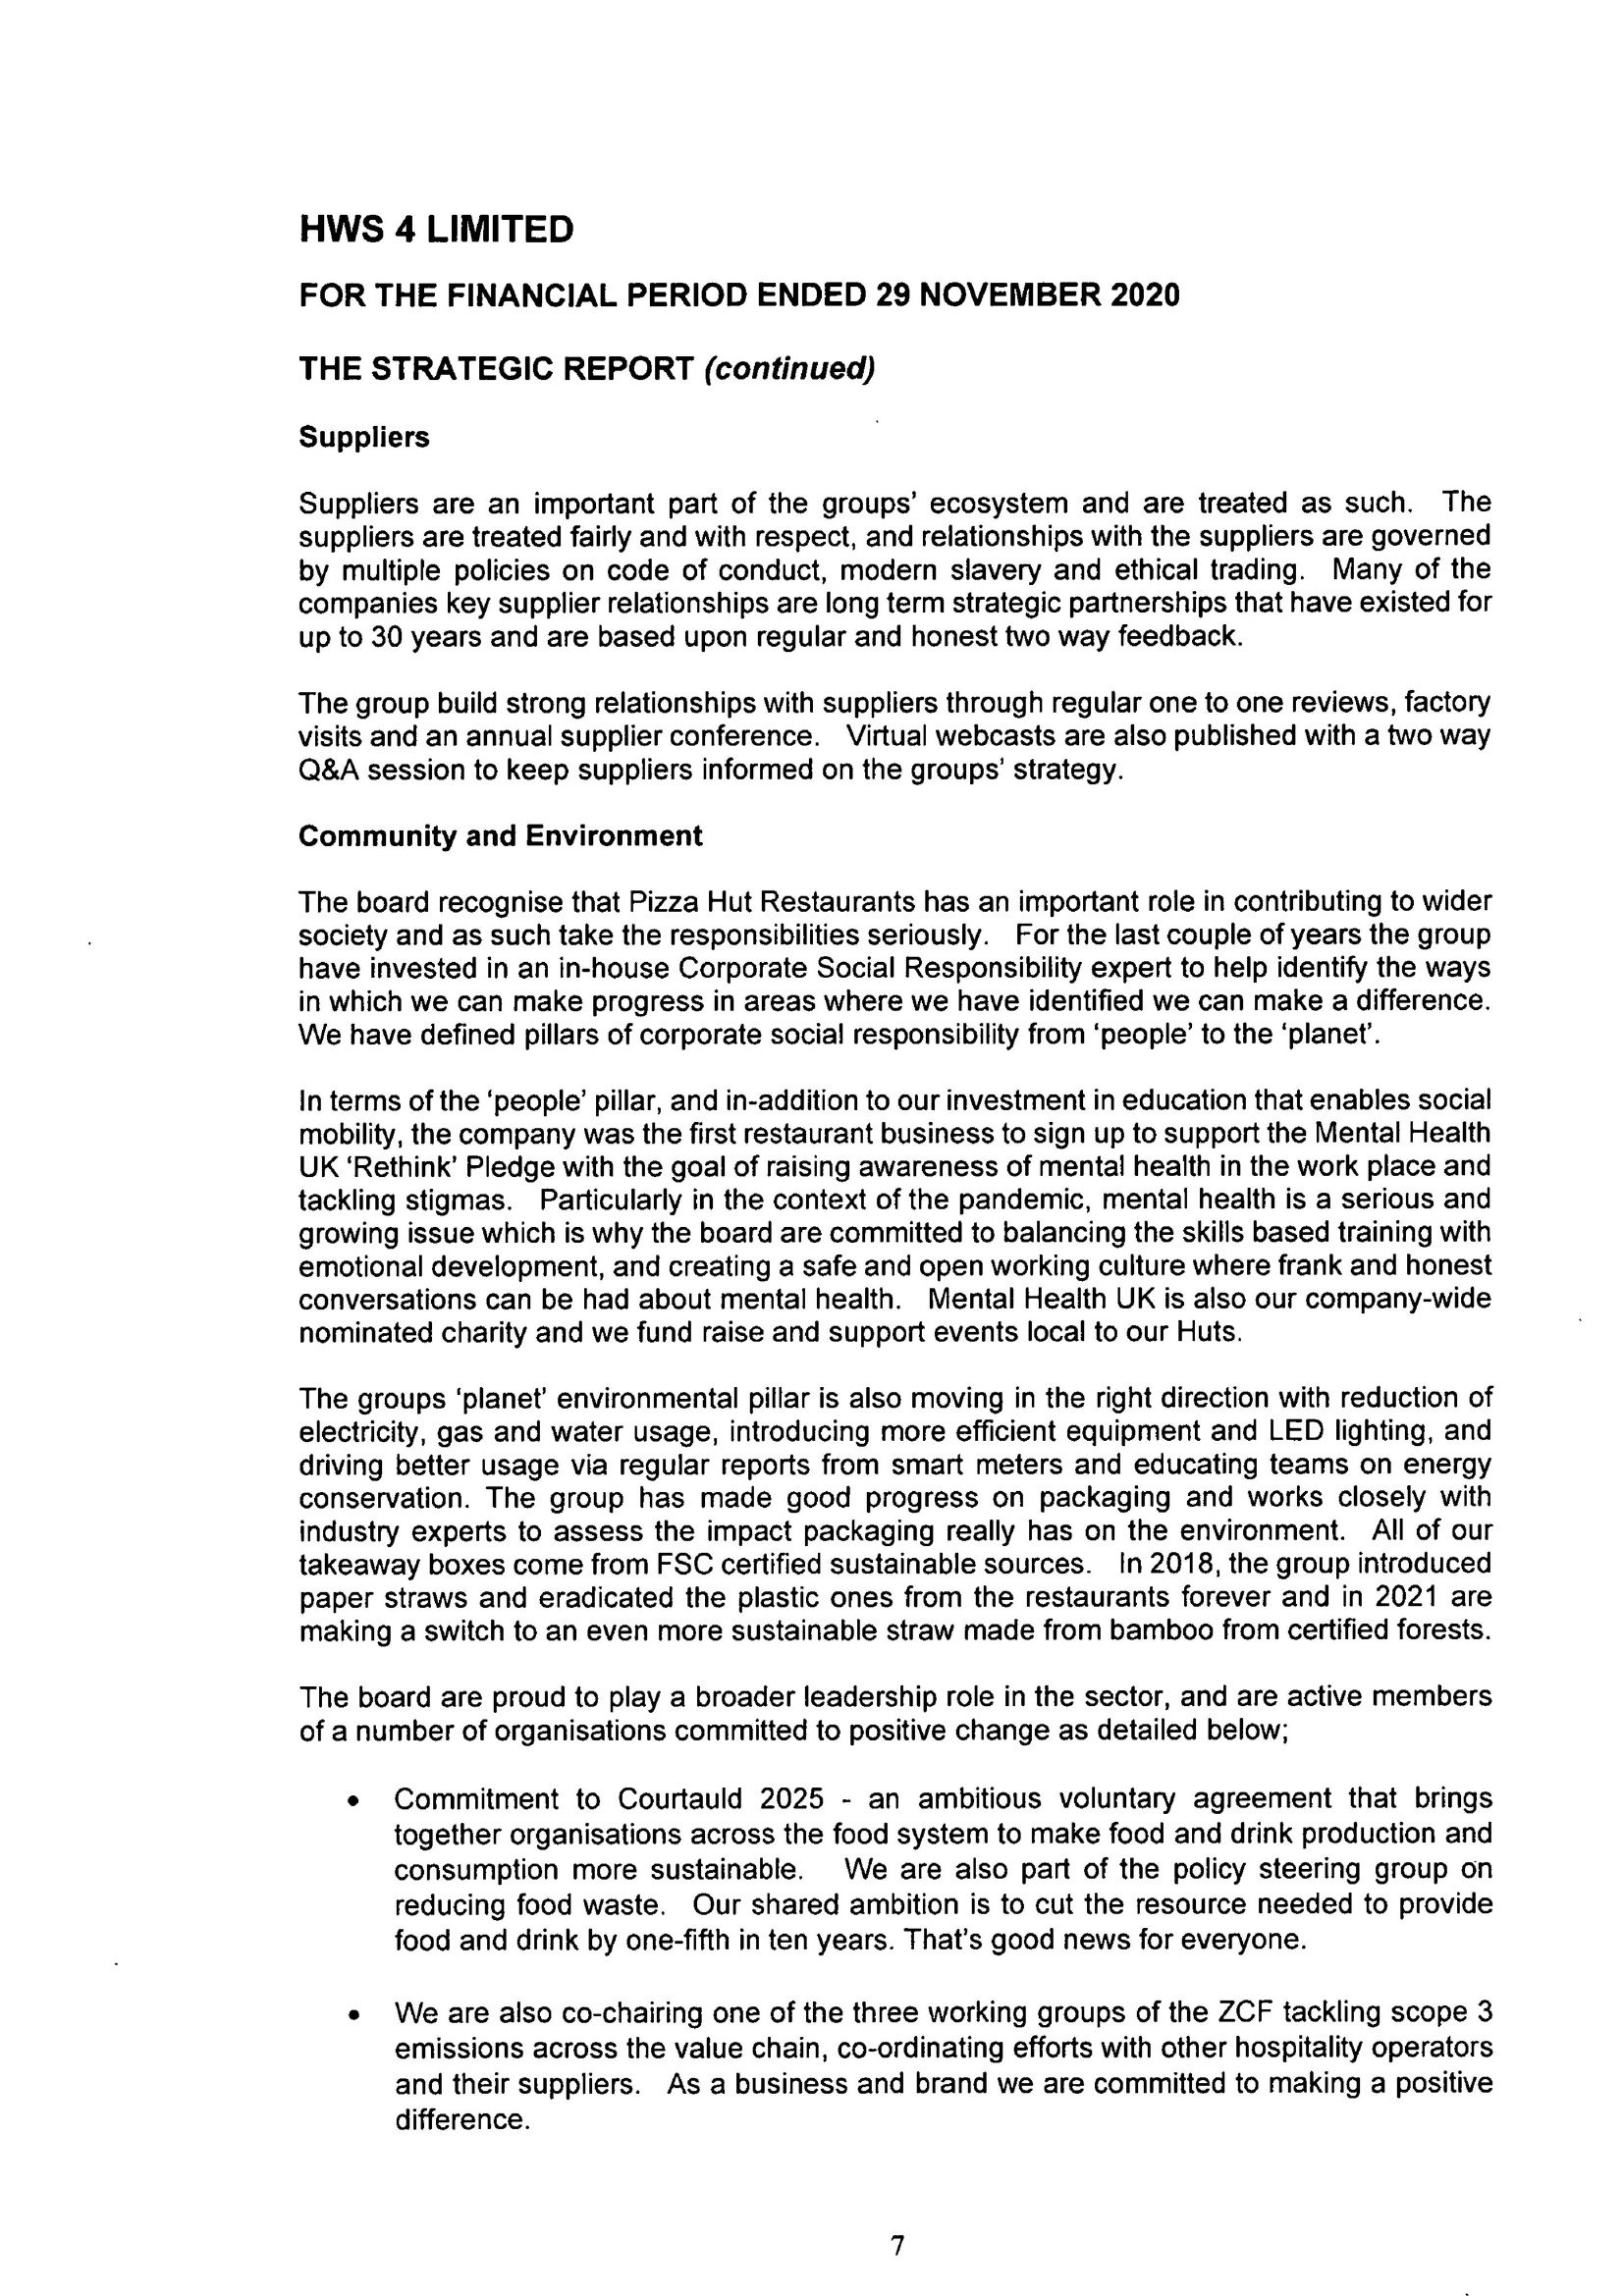 HWS 4 LIMITED
FOR THE FINANCIAL PERIOD ENDED 29 NOVEMBER 2020
THE STRATEGIC REPORT (continued)
Suppliers
Suppliers are an important part of the groups' ecosystem and are treated as such. The
suppliers are treated fairly and with respect, and relationships with the suppliers are governed
by multiple policies on code of conduct, modern slavery and ethical trading. Many of the
companies key supplier relationships are long term strategic partnerships that have existed for
up to 30 years and are based upon regular and honest two way feedback.
The group build strong relationships with suppliers through regular one to one reviews, factory
visits and an annual supplier conference. Virtual webcasts are also published with a two way
Q&A session to keep suppliers informed on the groups' strategy.
Community and Environment
The board recognise that Pizza Hut Restaurants has an important role in contributing to wider
society and as such take the responsibilities seriously. For the last couple of years the group
have invested in an in-house Corporate Social Responsibility expert to help identify the ways
in which we can make progress in areas where we have identified we can make a difference.
We have defined pillars of corporate social responsibility from 'people' to the 'planet'.
In terms of the 'people' pillar, and in-addition to our investment in education that enables social
mobility, the company was the first restaurant business to sign up to support the Mental Health
UK 'Rethink' Pledge with the goal of raising awareness of mental health in the work place and
tackling stigmas. Particularly in the context of the pandemic, mental health is a serious and
growing issue which is why the board are committed to balancing the skills based training with
emotional development, and creating a safe and open working culture where frank and honest
conversations can be had about mental health. Mental Health UK is also our company-wide
nominated charity and we fund raise and support events local to our Huts.
The groups 'planet' environmental pillar is also moving in the right direction with reduction of
electricity, gas and water usage, introducing more efficient equipment and LED lighting, and
driving better usage via regular reports from smart meters and educating teams on energy
conservation. The group has made good progress on packaging and works closely with
industry experts to assess the impact packaging really has on the environment. All of our
takeaway boxes come from FSC certified sustainable sources. In 2018, the group introduced
paper straws and eradicated the plastic ones from the restaurants forever and in 2021 are
making a switch to an even more sustainable straw made from bamboo from certified forests.
The board are proud to play a broader leadership role in the sector, and are active members
of a number of organisations committed to positive change as detailed below;
• Commitment to Courtauld 2025 - an ambitious voluntary agreement that brings
together organisations across the food system to make food and drink production and
consumption more sustainable. We are also part of the policy steering group on
reducing food waste. Our shared ambition is to cut the resource needed to provide
food and drink by one-fifth in ten years. That's good news for everyone.
• We are also co-chairing one of the three working groups of the ZCF tackling scope 3
emissions across the value chain, co-ordinating efforts with other hospitality operators
and their suppliers. As a business and brand we are committed to making a positive
difference.
7